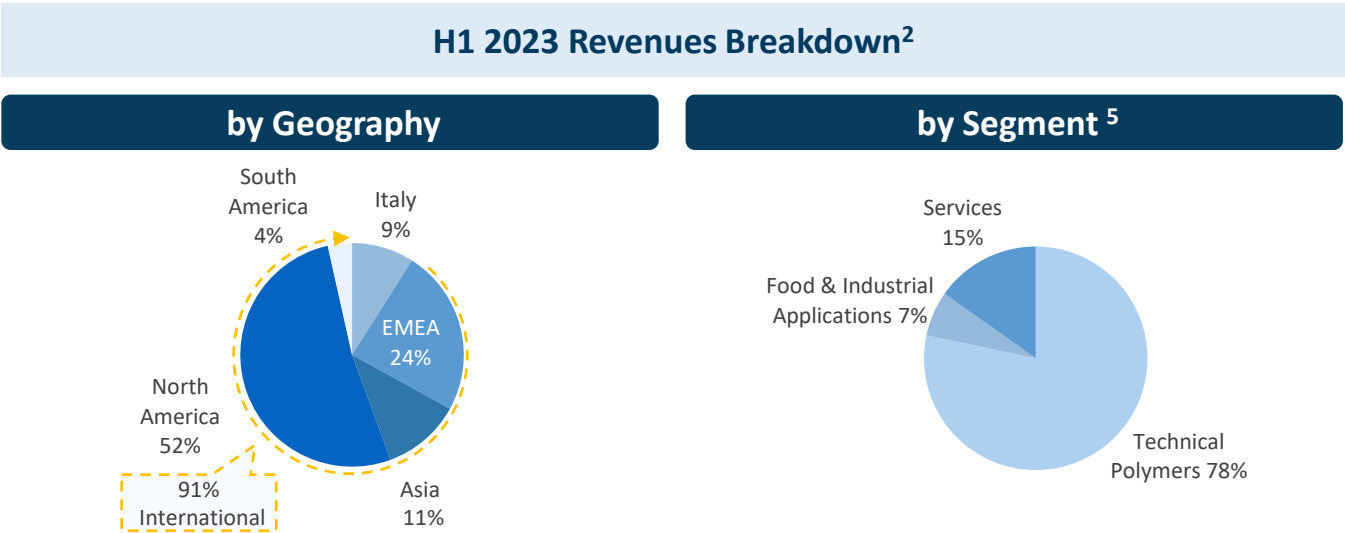 H1 2023 Revenues Breakdown2
by Geography
South
America
4%
Italy
9%
EMEA
24%
North
America
52%
91%
International
Asia
11%
by Segment 5
Services
15%
Food & Industrial
Applications 7%
Technical
Polymers 78%